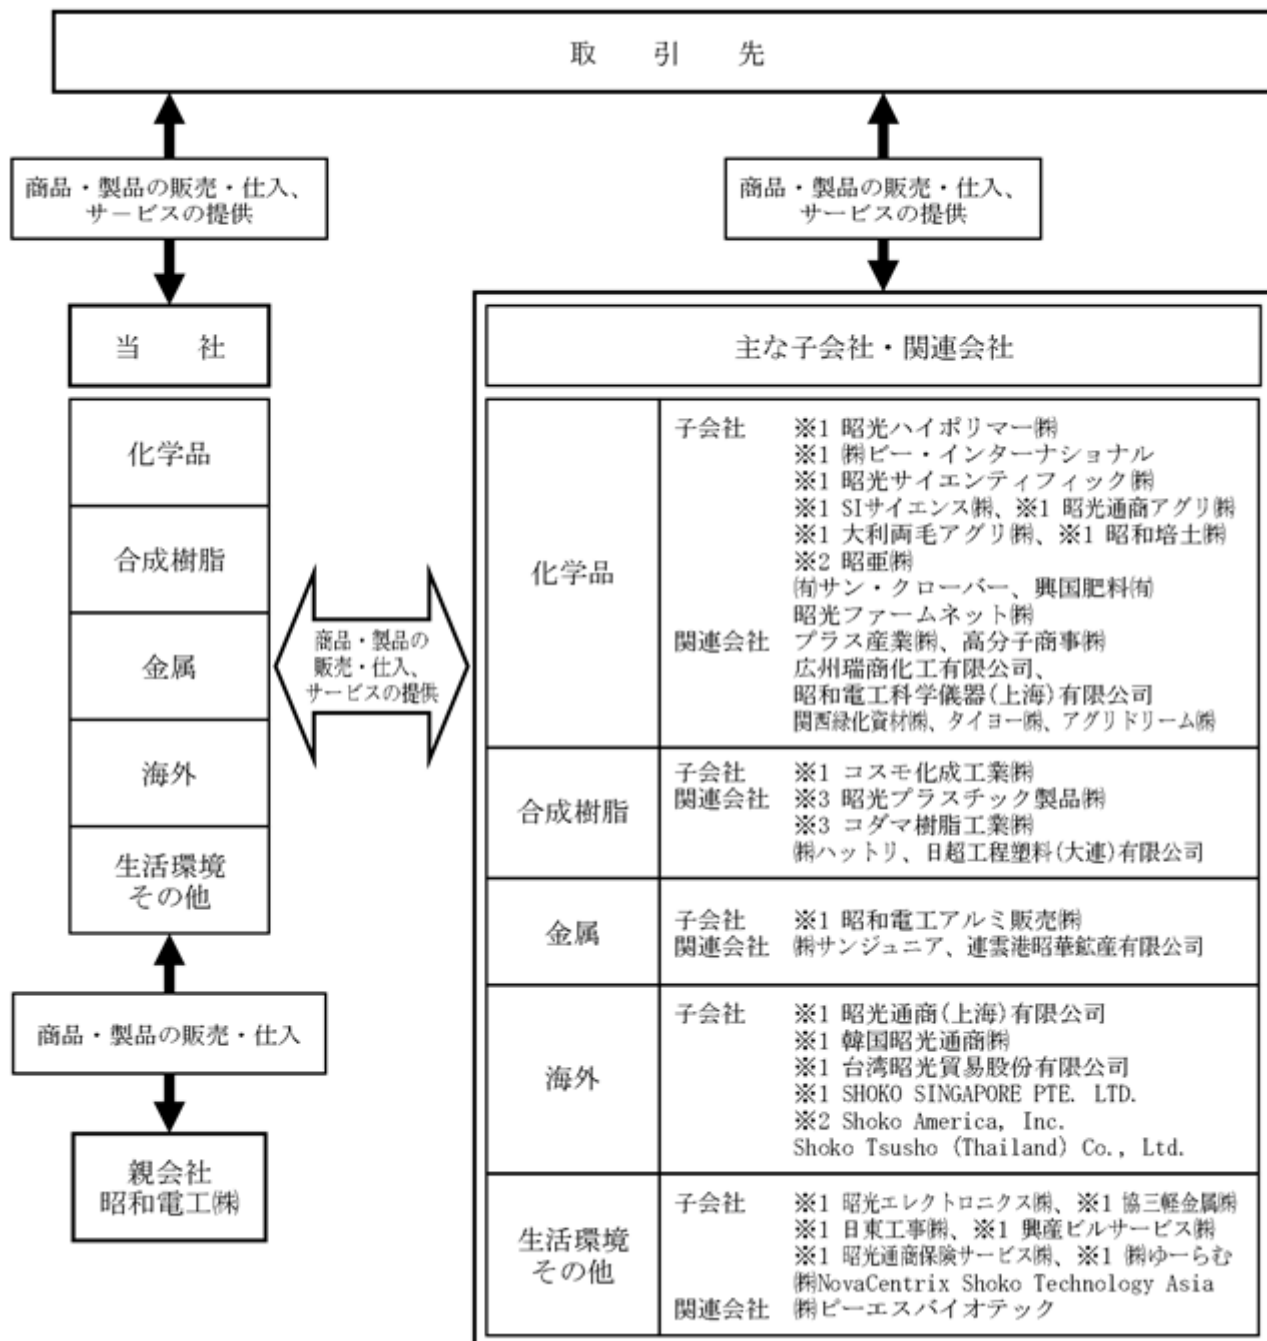 取　引　先
商品・製品の販売・仕入、
サービスの提供
商品・製品の販売・仕入、
サービスの提供
当　社
化学品
合成樹脂
金属
海外
生活環境
その他
商品・製品の
販売・仕入、
サービスの提供
商品・製品の販売・仕入
親会社
昭和電工㈱
主な子会社・関連会社
化学品
子会社 ※1 昭光ハイポリマー㈱
※1 ㈱ビー・インターナショナル
※1 昭光サイエンティフィック㈱
※1 SIサイエンス㈱、※1 昭光通商アグリ㈱
※1 大利両毛アグリ㈱、※1 昭和培土㈱
※2 昭亜㈱
㈲サン・クローバー、興国肥料㈲
昭光ファームネット㈱
関連会社 プラス産業㈱、高分子商事㈱
広州瑞商化工有限公司、
昭和電工科学儀器(上海)有限公司
関西緑化資材㈱、タイヨー㈱、アグリドリーム㈱
合成樹脂
子会社 ※1 コスモ化成工業㈱
関連会社 ※3 昭光プラスチック製品㈱
※3 コダマ樹脂工業㈱
㈱ハットリ、日超工程塑料(大連)有限公司
金属
子会社 ※1 昭和電工アルミ販売㈱
関連会社 ㈱サンジュニア、連雲港昭華鉱産有限公司
海外
子会社 ※1 昭光通商(上海)有限公司
※1 韓国昭光通商㈱
※1 台湾昭光貿易股份有限公司
※1 SHOKO SINGAPORE PTE. LTD.
※2 Shoko America, Inc.
Shoko Tsusho (Thailand) Co., Ltd.
生活環境
その他
子会社 ※1 昭光エレクトロニクス㈱、※1 協三軽金属㈱
※1 日東工事㈱、※1 興産ビルサービス㈱
※1 昭光通商保険サービス㈱、※1 ㈱ゆーらむ
㈱NovaCentrix Shoko Technology Asia
関連会社 ㈱ピーエスバイオテック